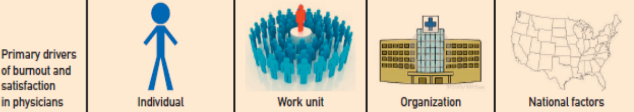 Primary drivers
of burnout and
satisfaction
in physicians
Individual
Work unit
Organization
National factors